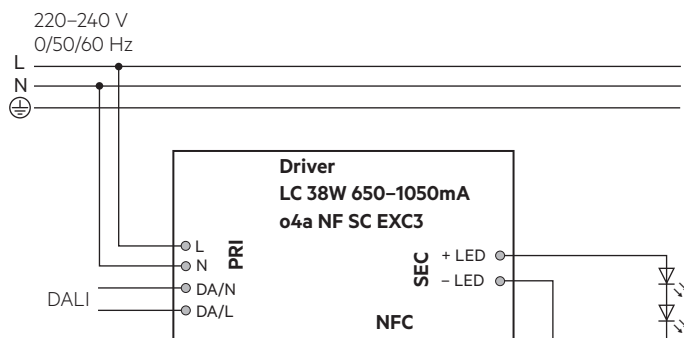 220–240 V
0/50/60 Hz
L
N
Driver
LC 38W 650–1050mA
o4a NF SC EXC3
PRI
L
N
DALI
DA/N
DA/L
SEC
+ LED
– LED
NFC